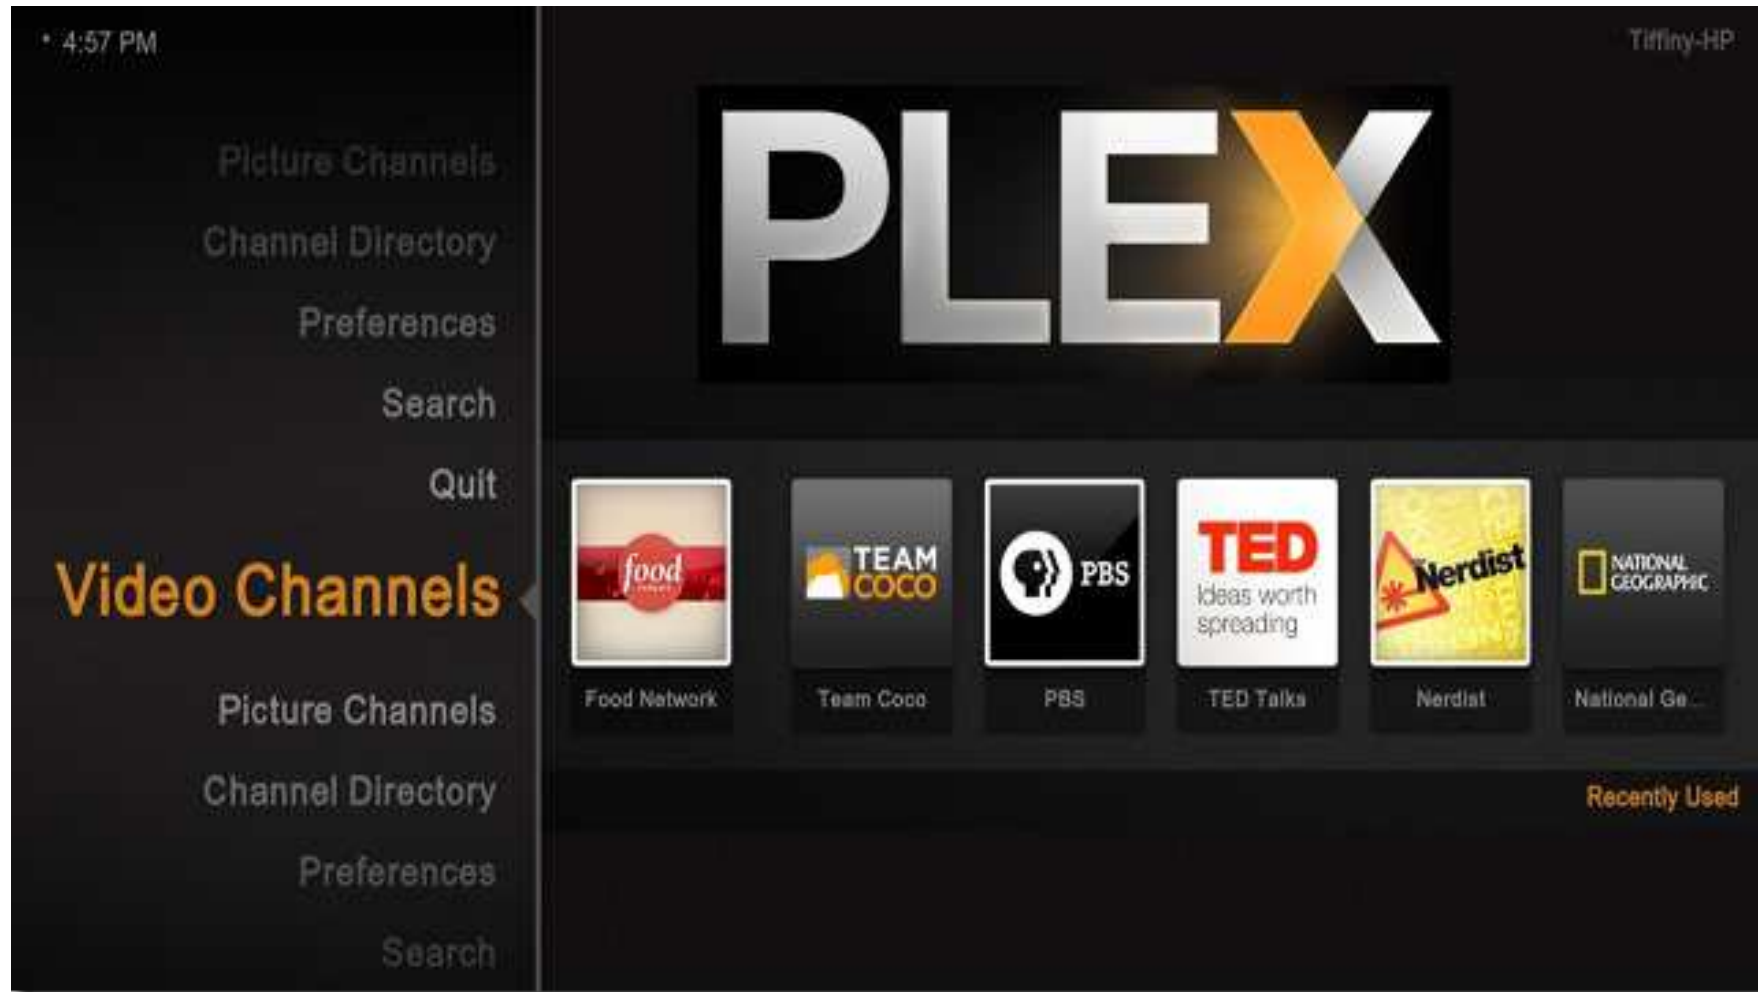 • 4:57 PM
Tiffiny-HP
Picture Channels
Channel Directory
Preferences
Search
Quit
Video Channels
Picture Channels
Channel Directory
Preferences
Search
PLEX
food
TEAM
COCO
PBS
TED
Ideas worth
spreading
Nerdist
NATIONAL
GEOGRAPHIC
Food Network
Team Coco
PBS
TED Talks
Nerdist
National Ge...
Recently Used